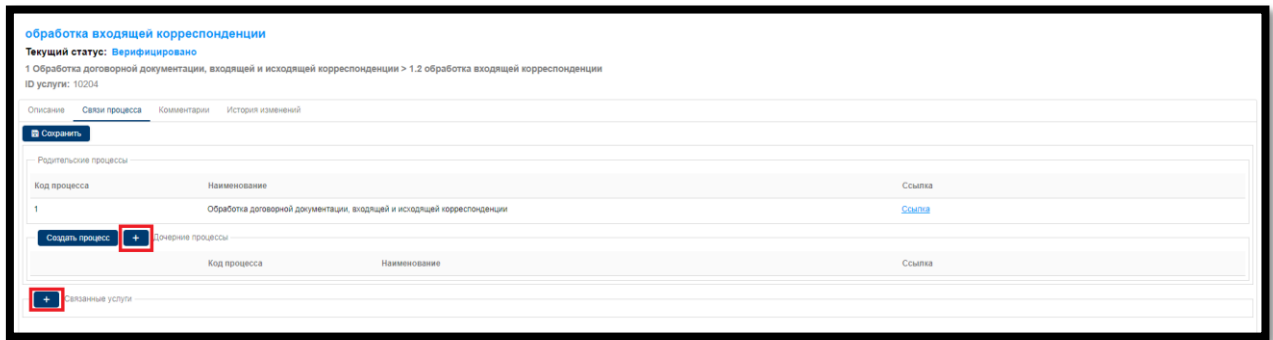 обработка входящей корреспонденции
Текущий статус: Верифицировано
1 Обработка договорной документации, входящей и исходящей корреспонденции > 1.2 обработка входящей корреспонденции
ID услуги: 10204
Описание Связи процесса Комментарии История изменений
Сохранить
Родительские процессы
Код процесса Наименование Ссылка
1 Обработка договорной документации, входящей и исходящей корреспонденции Ссылка
Создать процесс + Дочерние процессы
Код процесса Наименование Ссылка
+ Связанные услуги